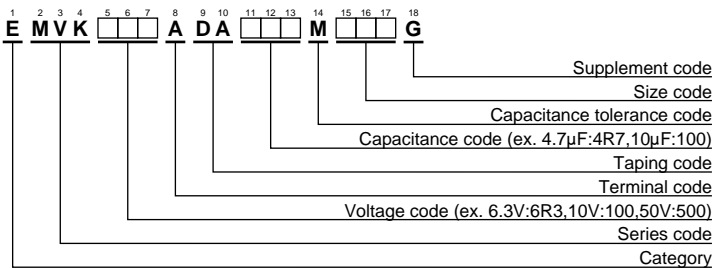 1 2 3 4 5 6 7 8 9 10 11 12 13 14 15 16 17 18
E MVK □□□ A DA □□□ M □□□ G
Supplement code
Size code
Capacitance tolerance code
Capacitance code (ex. 4.7μF:4R7,10μF:100)
Taping code
Terminal code
Voltage code (ex. 6.3V:6R3,10V:100,50V:500)
Series code
Category